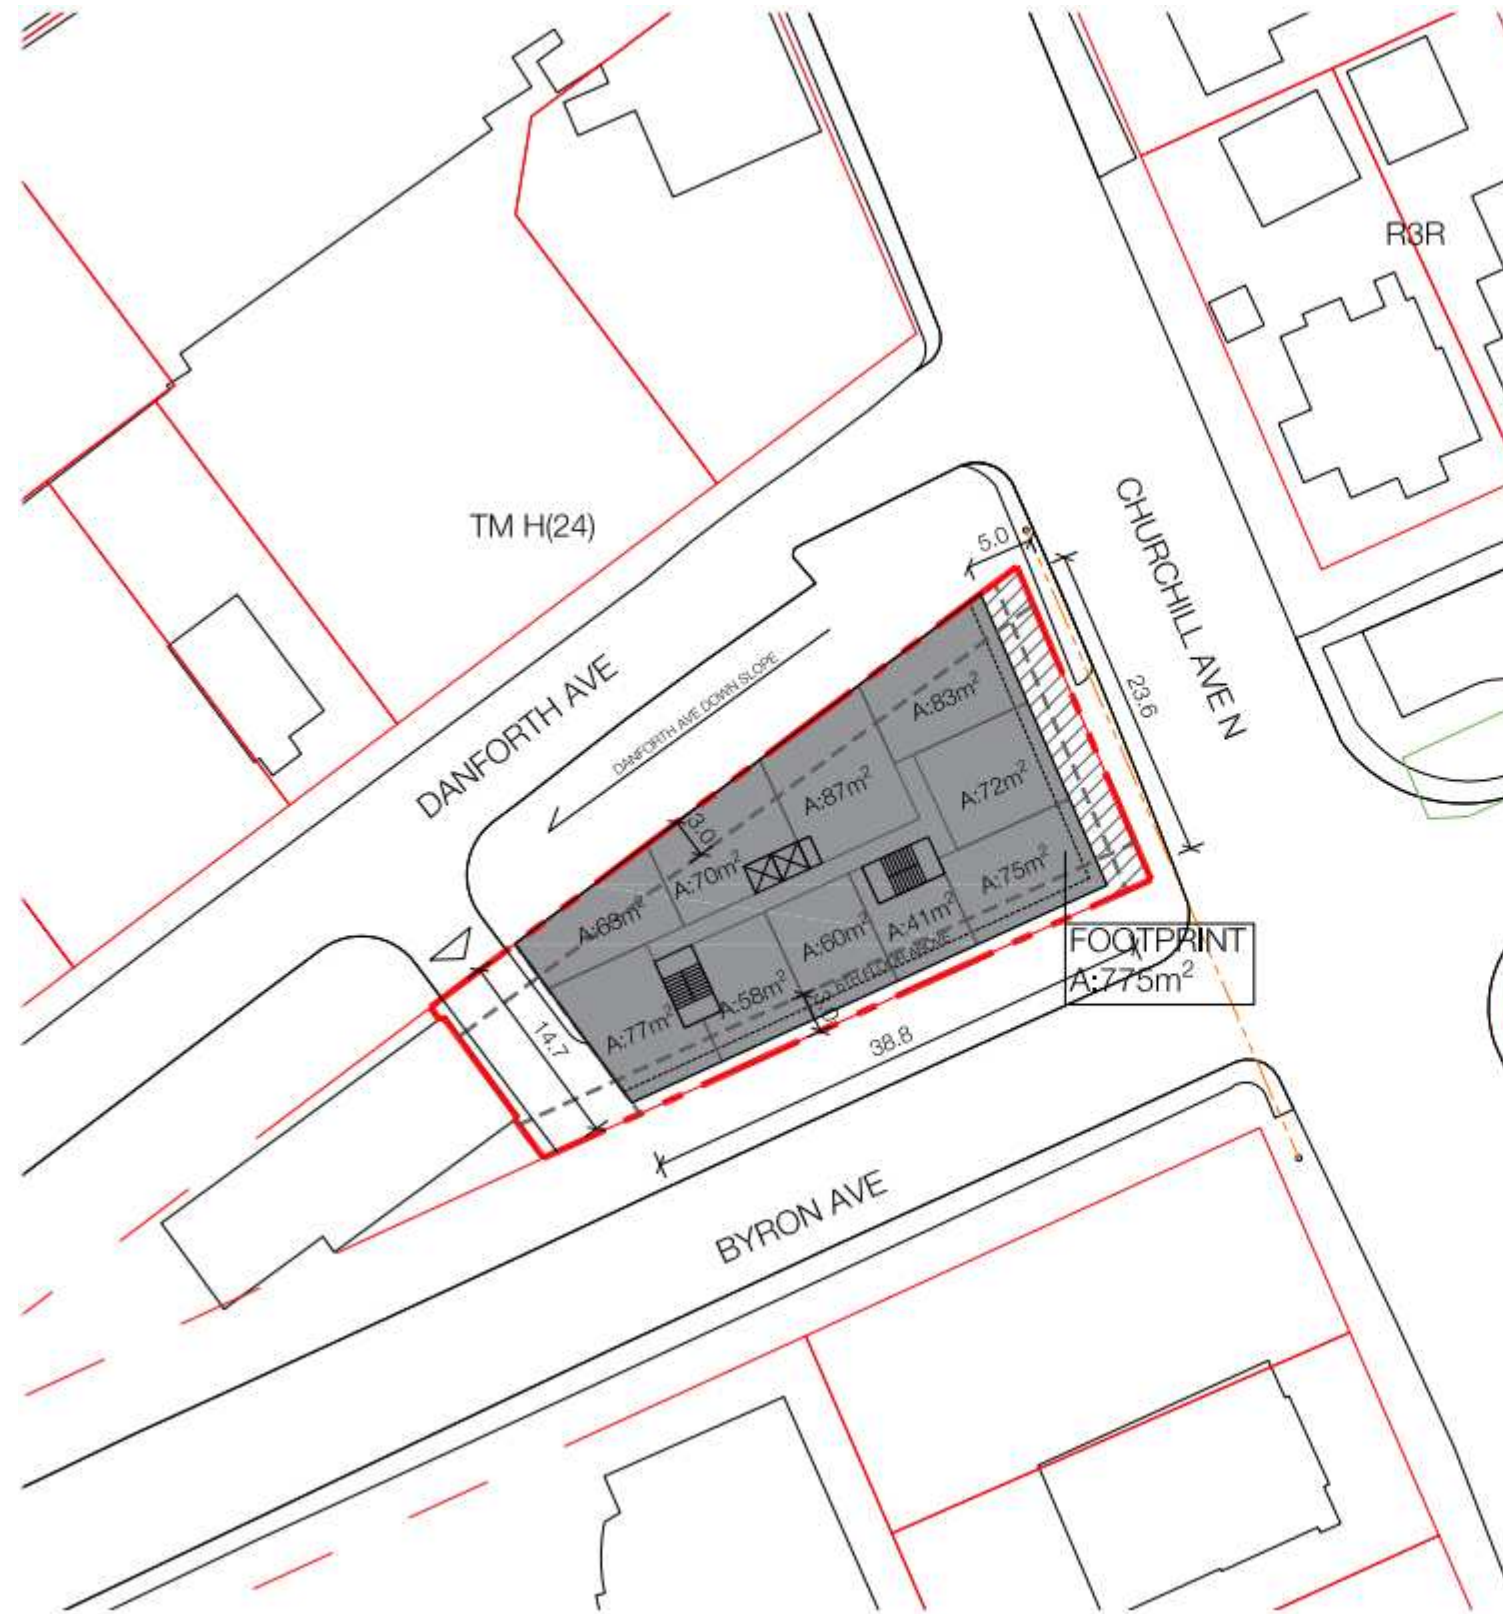 R3R
TM H(24)
CHURCHILL AVE N
5.0
23.6
DANFORTH AVE
DANFORTH AVE DOWN SLOPE
A:83m²
A:87m²
A:72m²
3.0
A:70m²
A:75m²
A:68m²
A:60m²
A:41m²
FOOTPRINT
A:775m²
A:58m²
A:77m²
14.7
38.8
BYRON AVE